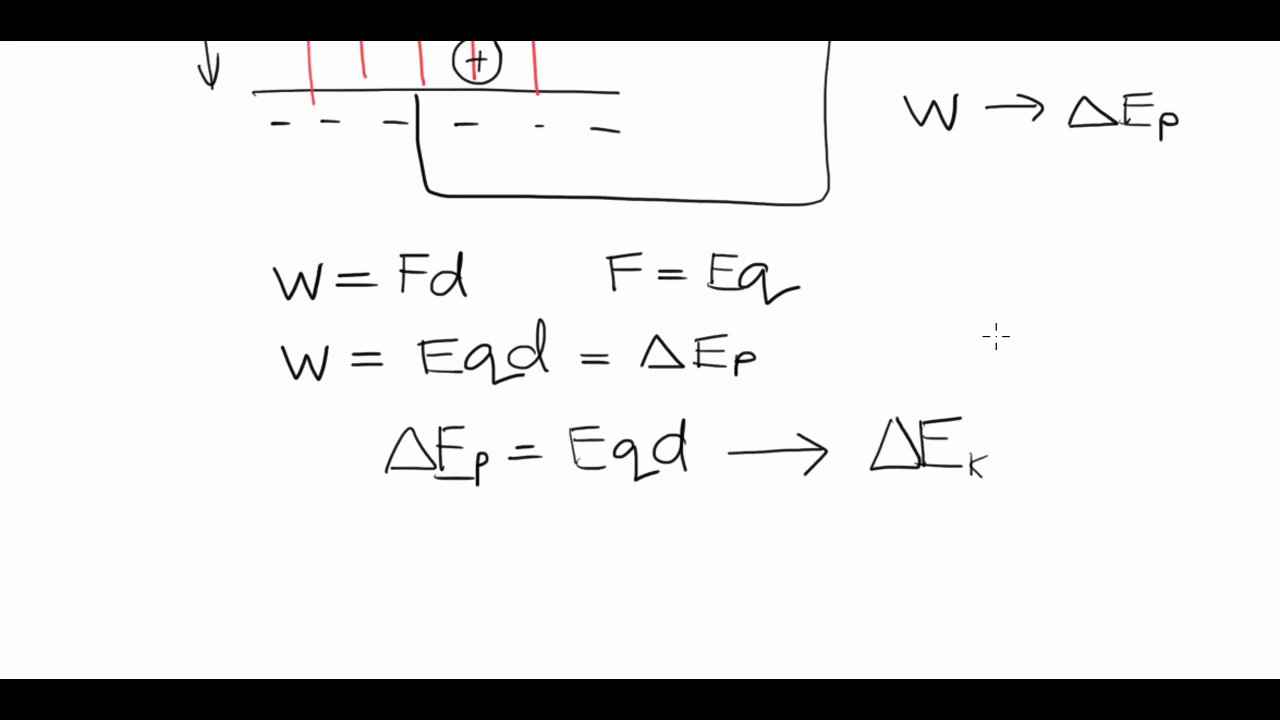 +
- - - - - -
W → ΔEₚ
W = Fd F = Eq
W = Eqd = ΔEₚ
ΔEₚ = Eqd → ΔEₖ